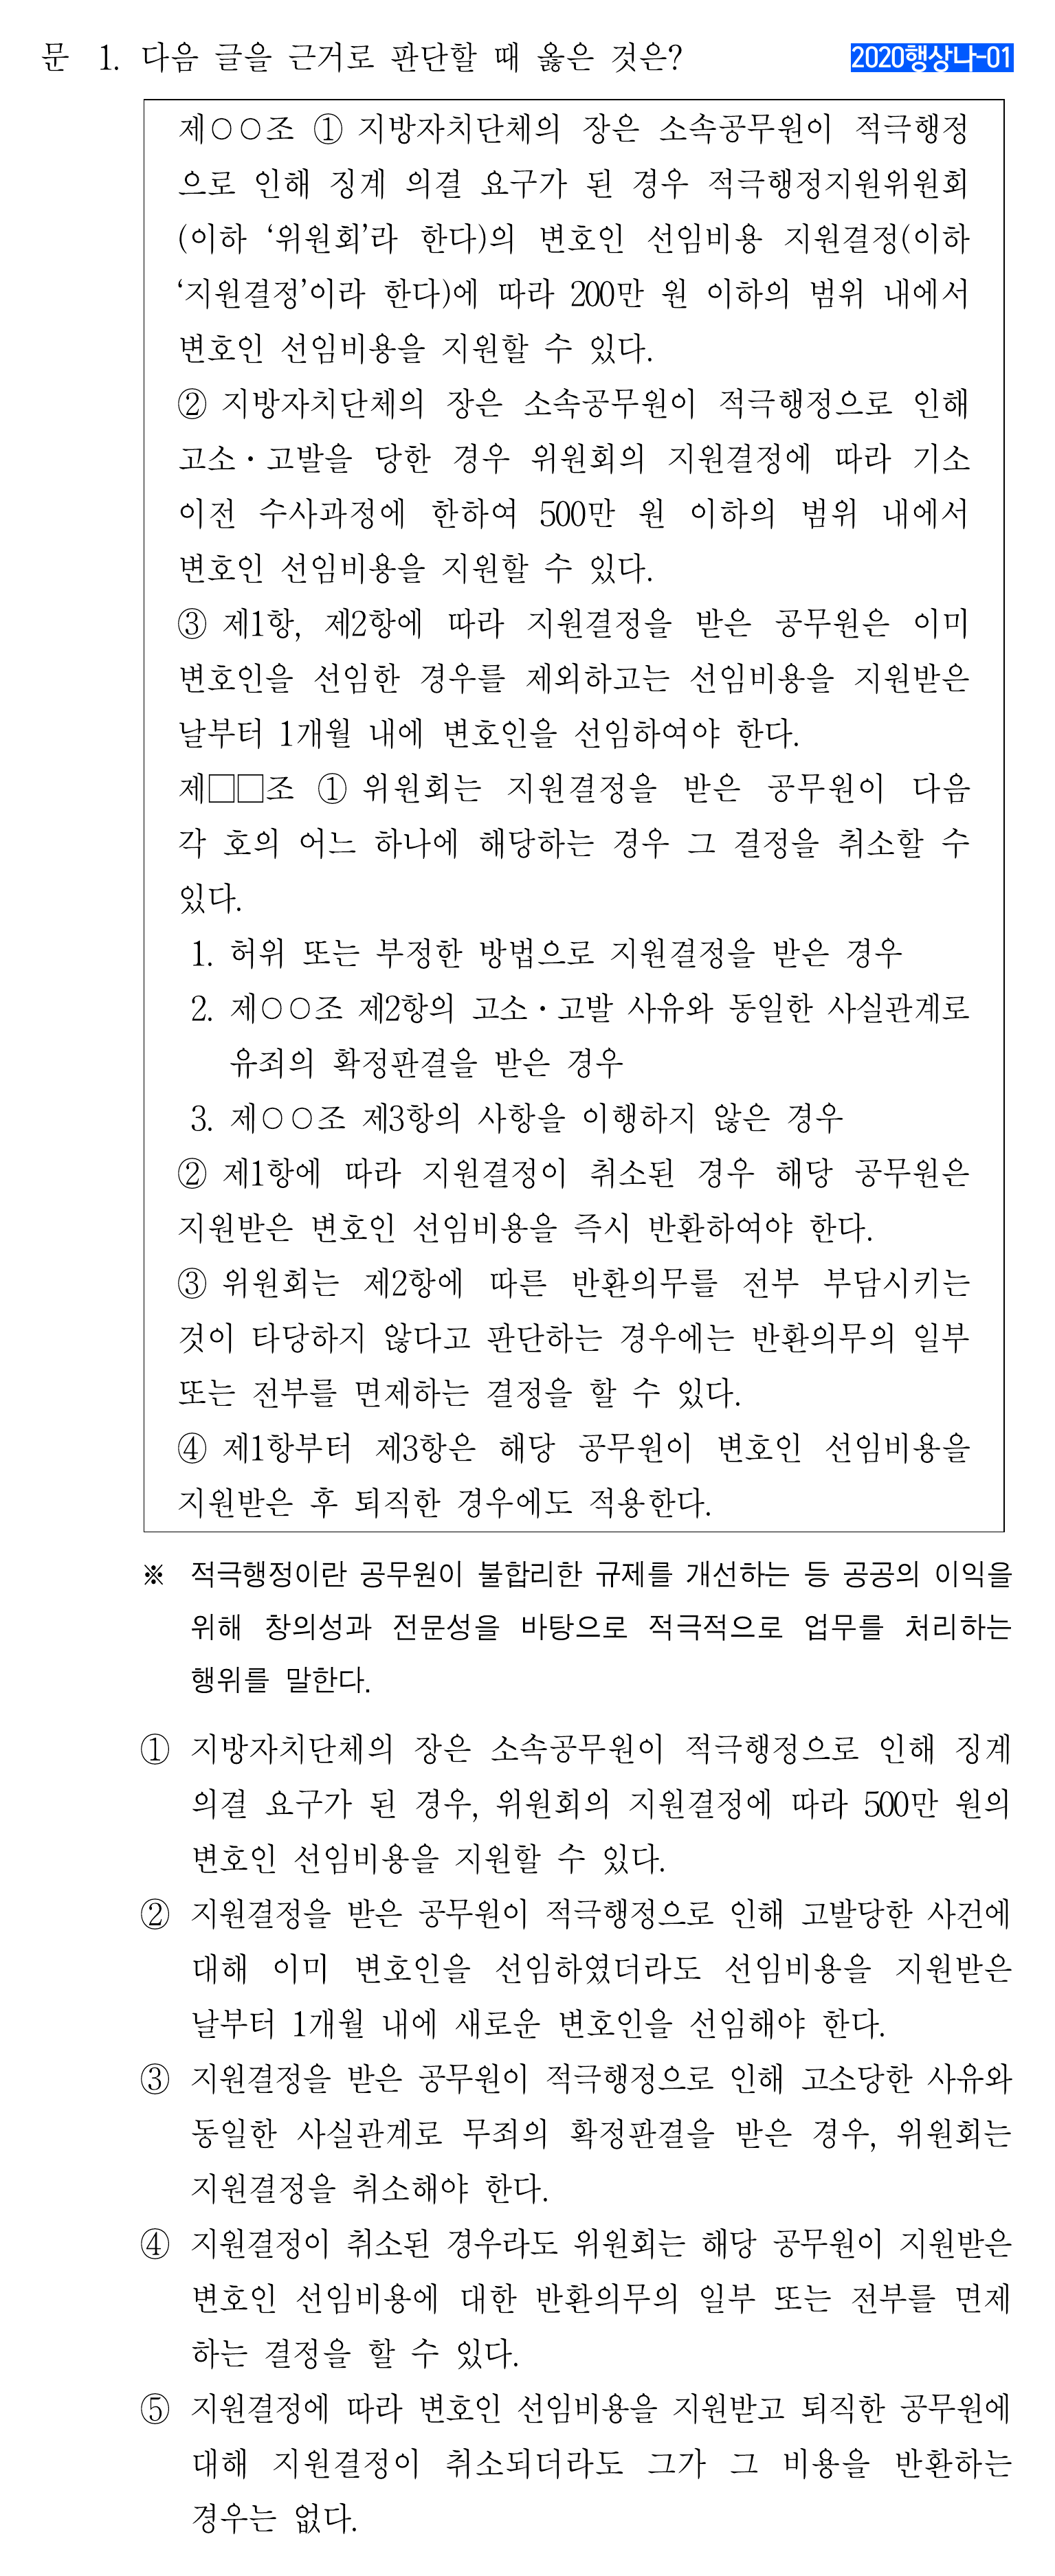 문 1. 다음 글을 근거로 판단할 때 옳은 것은? 2020행상나-01
제○○조 ① 지방자치단체의 장은 소속공무원이 적극행정
으로 인해 징계 의결 요구가 된 경우 적극행정지원위원회
(이하 ‘위원회’라 한다)의 변호인 선임비용 지원결정(이하
‘지원결정’이라 한다)에 따라 200만 원 이하의 범위 내에서
변호인 선임비용을 지원할 수 있다.
② 지방자치단체의 장은 소속공무원이 적극행정으로 인해
고소・고발을 당한 경우 위원회의 지원결정에 따라 기소
이전 수사과정에 한하여 500만 원 이하의 범위 내에서
변호인 선임비용을 지원할 수 있다.
③ 제1항, 제2항에 따라 지원결정을 받은 공무원은 이미
변호인을 선임한 경우를 제외하고는 선임비용을 지원받은
날부터 1개월 내에 변호인을 선임하여야 한다.
제□□조 ① 위원회는 지원결정을 받은 공무원이 다음
각 호의 어느 하나에 해당하는 경우 그 결정을 취소할 수
있다.
1. 허위 또는 부정한 방법으로 지원결정을 받은 경우
2. 제○○조 제2항의 고소・고발 사유와 동일한 사실관계로
유죄의 확정판결을 받은 경우
3. 제○○조 제3항의 사항을 이행하지 않은 경우
② 제1항에 따라 지원결정이 취소된 경우 해당 공무원은
지원받은 변호인 선임비용을 즉시 반환하여야 한다.
③ 위원회는 제2항에 따른 반환의무를 전부 부담시키는
것이 타당하지 않다고 판단하는 경우에는 반환의무의 일부
또는 전부를 면제하는 결정을 할 수 있다.
④ 제1항부터 제3항은 해당 공무원이 변호인 선임비용을
지원받은 후 퇴직한 경우에도 적용한다.
※ 적극행정이란 공무원이 불합리한 규제를 개선하는 등 공공의 이익을
위해 창의성과 전문성을 바탕으로 적극적으로 업무를 처리하는
행위를 말한다.
① 지방자치단체의 장은 소속공무원이 적극행정으로 인해 징계
의결 요구가 된 경우, 위원회의 지원결정에 따라 500만 원의
변호인 선임비용을 지원할 수 있다.
② 지원결정을 받은 공무원이 적극행정으로 인해 고발당한 사건에
대해 이미 변호인을 선임하였더라도 선임비용을 지원받은
날부터 1개월 내에 새로운 변호인을 선임해야 한다.
③ 지원결정을 받은 공무원이 적극행정으로 인해 고소당한 사유와
동일한 사실관계로 무죄의 확정판결을 받은 경우, 위원회는
지원결정을 취소해야 한다.
④ 지원결정이 취소된 경우라도 위원회는 해당 공무원이 지원받은
변호인 선임비용에 대한 반환의무의 일부 또는 전부를 면제
하는 결정을 할 수 있다.
⑤ 지원결정에 따라 변호인 선임비용을 지원받고 퇴직한 공무원에
대해 지원결정이 취소되더라도 그가 그 비용을 반환하는
경우는 없다.